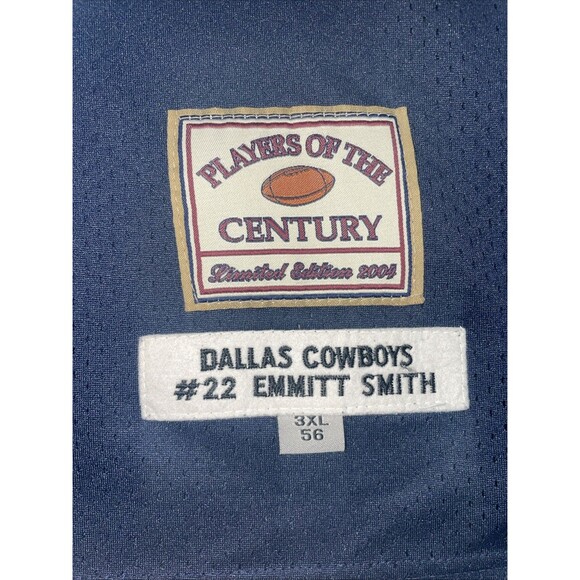 PLAYERS OF THE
CENTURY
Limited Edition 2004
DALLAS COWBOYS
#22 EMMITT SMITH
3XL
56